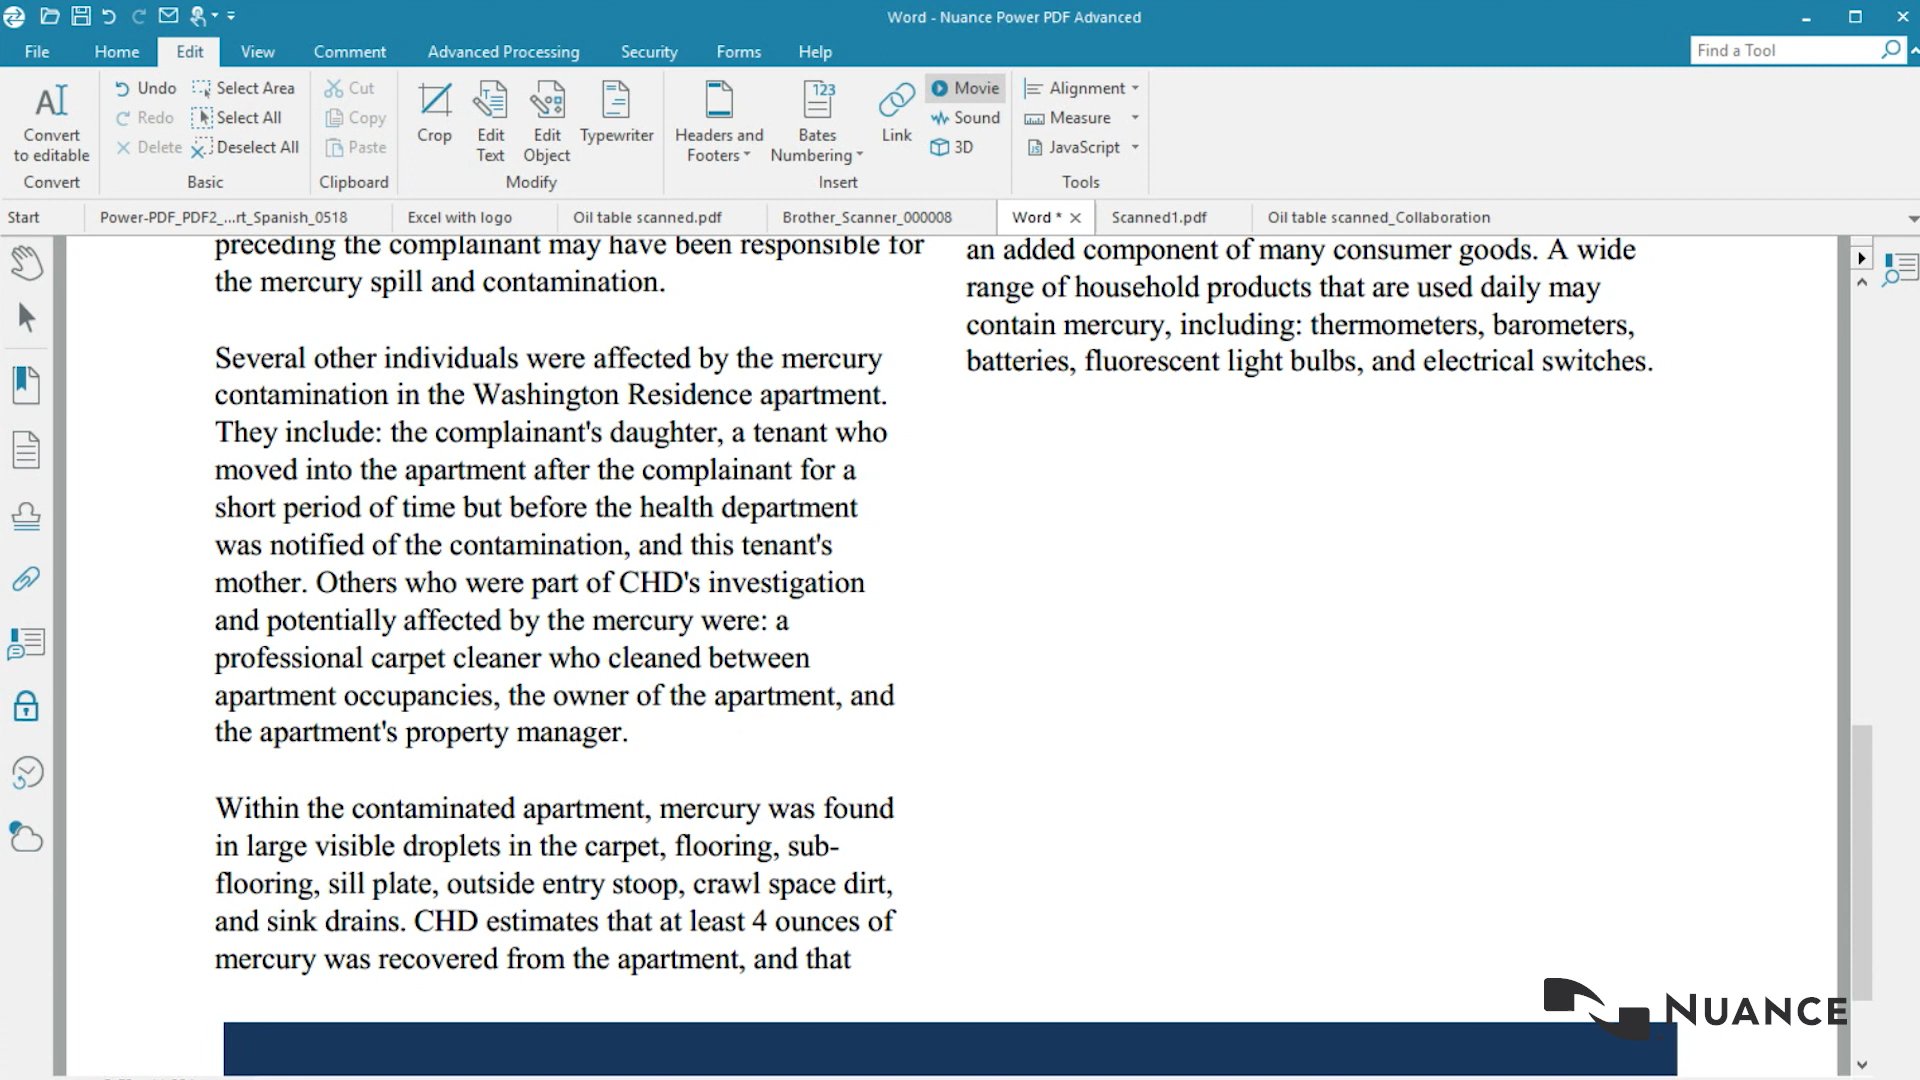 Word - Nuance Power PDF Advanced
File Home Edit View Comment Advanced Processing Security Forms Help
Find a Tool
Convert to editable
Convert
Undo
Redo
Delete
Select Area
Select All
Deselect All
Basic
Cut
Copy
Paste
Clipboard
Crop
Edit Text
Edit Object
Typewriter
Modify
Headers and Footers
Bates Numbering
Link
Movie
Sound
3D
Insert
Alignment
Measure
JavaScript
Tools
Start Power-PDF_PDF2_...rt_Spanish_0518 Excel with logo Oil table scanned.pdf Brother_Scanner_000008 Word * Scanned1.pdf Oil table scanned_Collaboration
preceding the complainant may have been responsible for
the mercury spill and contamination.
Several other individuals were affected by the mercury
contamination in the Washington Residence apartment.
They include: the complainant's daughter, a tenant who
moved into the apartment after the complainant for a
short period of time but before the health department
was notified of the contamination, and this tenant's
mother. Others who were part of CHD's investigation
and potentially affected by the mercury were: a
professional carpet cleaner who cleaned between
apartment occupancies, the owner of the apartment, and
the apartment's property manager.
Within the contaminated apartment, mercury was found
in large visible droplets in the carpet, flooring, sub-
flooring, sill plate, outside entry stoop, crawl space dirt,
and sink drains. CHD estimates that at least 4 ounces of
mercury was recovered from the apartment, and that
an added component of many consumer goods. A wide
range of household products that are used daily may
contain mercury, including: thermometers, barometers,
batteries, fluorescent light bulbs, and electrical switches.
NUANCE